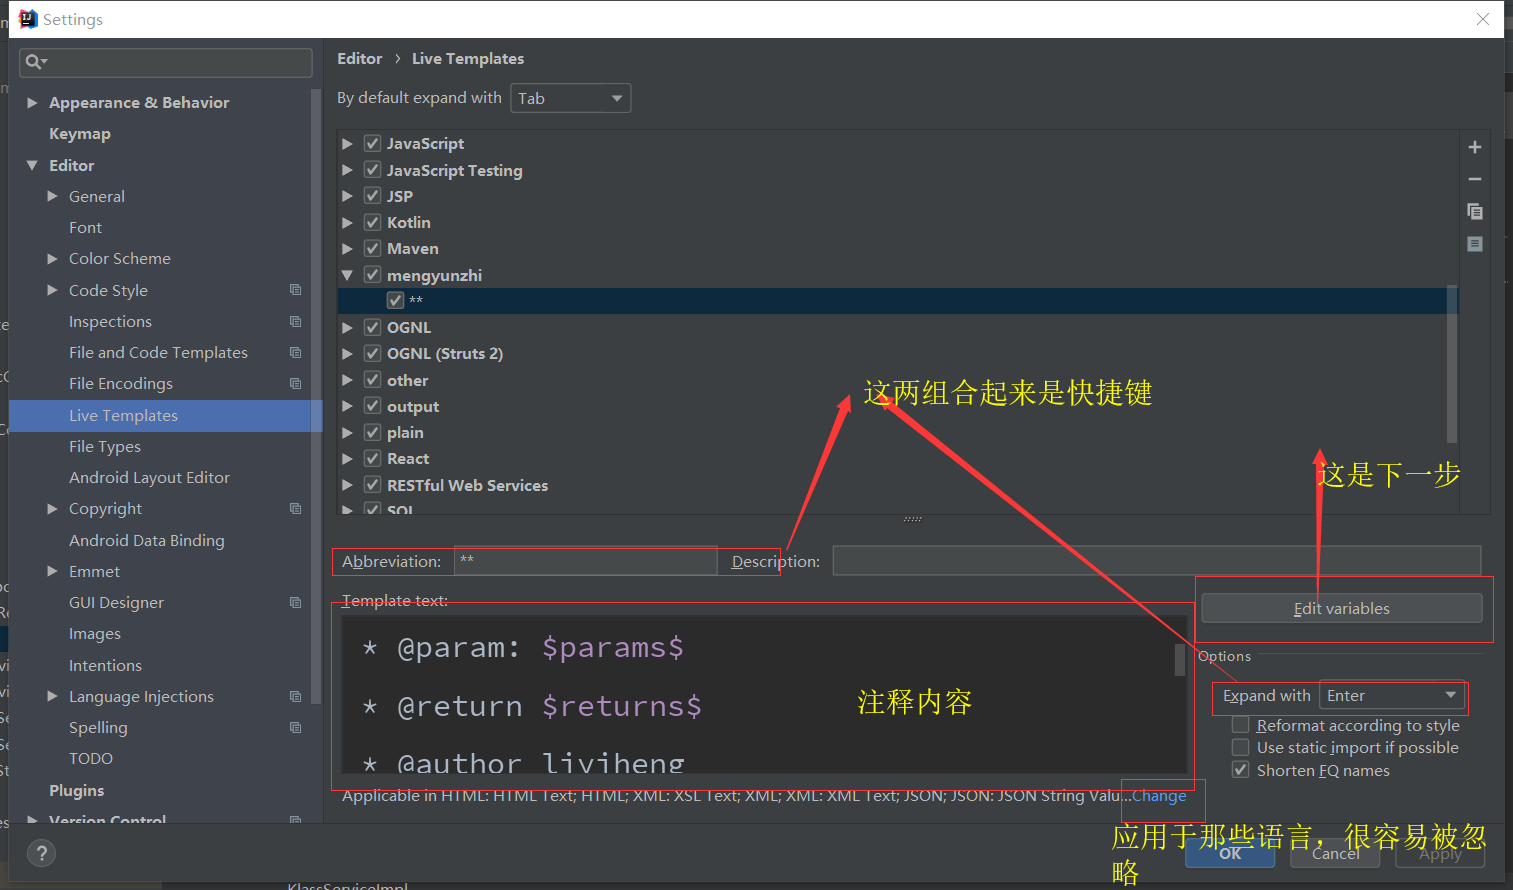 Settings
Editor › Live Templates
By default expand with Tab
Appearance & Behavior
Keymap
Editor
General
Font
Color Scheme
Code Style
Inspections
File and Code Templates
File Encodings
Live Templates
File Types
Android Layout Editor
Copyright
Android Data Binding
Emmet
GUI Designer
Images
Intentions
Language Injections
Spelling
TODO
Plugins
Version Control
JavaScript
JavaScript Testing
JSP
Kotlin
Maven
mengyunzhi
**
OGNL
OGNL (Struts 2)
other
output
plain
React
RESTful Web Services
SQL
这两组合起来是快捷键
这是下一步
Abbreviation: **
Description:
Template text:
* @param: $params$
* @return $returns$
* @author liyiheng
注释内容
Edit variables
Options
Expand with Enter
Reformat according to style
Use static import if possible
Shorten FQ names
Applicable in HTML: HTML Text; HTML; XML: XSL Text; XML; XML: XML Text; JSON; JSON: JSON String Valu...Change
应用于那些语言，很容易被忽
略
?
OK
Cancel
Apply
KlassServiceImpl